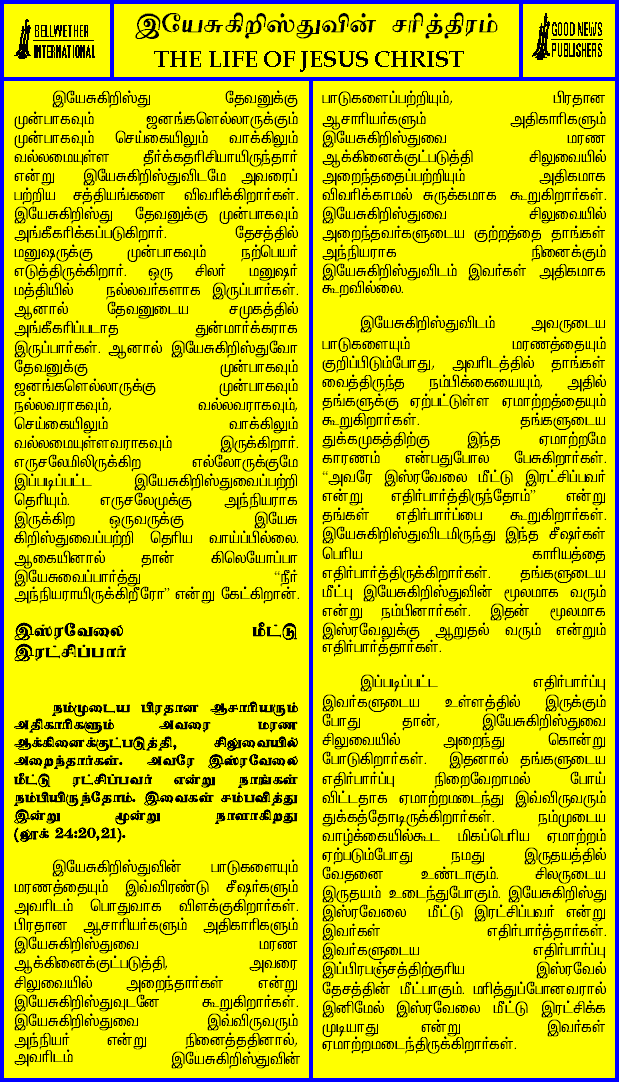 BELLWETHER
INTERNATIONAL
இயேசுகிறிஸ்துவின் சரித்திரம்
THE LIFE OF JESUS CHRIST
GOOD NEWS
PUBLISHERS
இயேசுகிறிஸ்து தேவனுக்கு
முன்பாகவும் ஜனங்களெல்லாருக்கும்
முன்பாகவும் செய்கையிலும் வாக்கிலும்
வல்லமையுள்ள தீர்க்கதரிசியாயிருந்தார்
என்று இயேசுகிறிஸ்துவிடமே அவரைப்
பற்றிய சத்தியங்களை விவரிக்கிறார்கள்.
இயேசுகிறிஸ்து தேவனுக்கு முன்பாகவும்
அங்கீகரிக்கப்படுகிறார். தேசத்தில்
மனுஷருக்கு முன்பாகவும் நற்பெயர்
எடுத்திருக்கிறார். ஒரு சிலர் மனுஷர்
மத்தியில் நல்லவர்களாக இருப்பார்கள்.
ஆனால் தேவனுடைய சமுகத்தில்
அங்கீகரிப்படாத துன்மார்க்கராக
இருப்பார்கள். ஆனால் இயேசுகிறிஸ்துவோ
தேவனுக்கு முன்பாகவும்
ஜனங்களெல்லாருக்கு முன்பாகவும்
நல்லவராகவும், வல்லவராகவும்,
செய்கையிலும் வாக்கிலும்
வல்லமையுள்ளவராகவும் இருக்கிறார்.
எருசலேமிலிருக்கிற எல்லோருக்குமே
இப்படிப்பட்ட இயேசுகிறிஸ்துவைப்பற்றி
தெரியும். எருசலேமுக்கு அந்நியராக
இருக்கிற ஒருவருக்கு இயேசு
கிறிஸ்துவைப்பற்றி தெரிய வாய்ப்பில்லை.
ஆகையினால் தான் கிலெயோப்பா
இயேசுவைப்பார்த்து “நீர்
அந்நியராயிருக்கிறீரோ” என்று கேட்கிறான்.
இஸ்ரவேலை மீட்டு
இரட்சிப்பார்
நம்முடைய பிரதான ஆசாரியரும்
அதிகாரிகளும் அவரை மரண
ஆக்கினைக்குட்படுத்தி, சிலுவையில்
அறைந்தார்கள். அவரே இஸ்ரவேலை
மீட்டு ரட்சிப்பவர் என்று நாங்கள்
நம்பியிருந்தோம். இவைகள் சம்பவித்து
இன்று மூன்று நாளாகிறது
(லூக் 24:20,21).
இயேசுகிறிஸ்துவின் பாடுகளையும்
மரணத்தையும் இவ்விரண்டு சீஷர்களும்
அவரிடம் பொதுவாக விளக்குகிறார்கள்.
பிரதான ஆசாரியர்களும் அதிகாரிகளும்
இயேசுகிறிஸ்துவை மரண
ஆக்கினைக்குட்படுத்தி, அவரை
சிலுவையில் அறைந்தார்கள் என்று
இயேசுகிறிஸ்துவுடனே கூறுகிறார்கள்.
இயேசுகிறிஸ்துவை இவ்விருவரும்
அந்நியர் என்று நினைத்ததினால்,
அவரிடம் இயேசுகிறிஸ்துவின்
பாடுகளைப்பற்றியும், பிரதான
ஆசாரியர்களும் அதிகாரிகளும்
இயேசுகிறிஸ்துவை மரண
ஆக்கினைக்குட்படுத்தி சிலுவையில்
அறைந்ததைப்பற்றியும் அதிகமாக
விவரிக்காமல் சுருக்கமாக கூறுகிறார்கள்.
இயேசுகிறிஸ்துவை சிலுவையில்
அறைந்தவர்களுடைய குற்றத்தை தாங்கள்
அந்நியராக நினைக்கும்
இயேசுகிறிஸ்துவிடம் இவர்கள் அதிகமாக
கூறவில்லை.
இயேசுகிறிஸ்துவிடம் அவருடைய
பாடுகளையும் மரணத்தையும்
குறிப்பிடும்போது, அவரிடத்தில் தாங்கள்
வைத்திருந்த நம்பிக்கையையும், அதில்
தங்களுக்கு ஏற்பட்டுள்ள ஏமாற்றத்தையும்
கூறுகிறார்கள். தங்களுடைய
துக்கமுகத்திற்கு இந்த ஏமாற்றமே
காரணம் என்பதுபோல பேசுகிறார்கள்.
“அவரே இஸ்ரவேலை மீட்டு இரட்சிப்பவர்
என்று எதிர்பார்த்திருந்தோம்” என்று
தங்கள் எதிர்பார்ப்பை கூறுகிறார்கள்.
இயேசுகிறிஸ்துவிடமிருந்து இந்த சீஷர்கள்
பெரிய காரியத்தை
எதிர்பார்த்திருக்கிறார்கள். தங்களுடைய
மீட்பு இயேசுகிறிஸ்துவின் மூலமாக வரும்
என்று நம்பினார்கள். இதன் மூலமாக
இஸ்ரவேலுக்கு ஆறுதல் வரும் என்றும்
எதிர்பார்த்தார்கள்.
இப்படிப்பட்ட எதிர்பார்ப்பு
இவர்களுடைய உள்ளத்தில் இருக்கும்
போது தான், இயேசுகிறிஸ்துவை
சிலுவையில் அறைந்து கொன்று
போடுகிறார்கள். இதனால் தங்களுடைய
எதிர்பார்ப்பு நிறைவேறாமல் போய்
விட்டதாக ஏமாற்றமடைந்து இவ்விருவரும்
துக்கத்தோடிருக்கிறார்கள். நம்முடைய
வாழ்க்கையில்கூட மிகப்பெரிய ஏமாற்றம்
ஏற்படும்போது நமது இருதயத்தில்
வேதனை உண்டாகும். சிலருடைய
இருதயம் உடைந்துபோகும். இயேசுகிறிஸ்து
இஸ்ரவேலை மீட்டு இரட்சிப்பவர் என்று
இவர்கள் எதிர்பார்த்தார்கள்.
இவர்களுடைய எதிர்பார்ப்பு
இப்பிரபஞ்சத்திற்குரிய இஸ்ரவேல்
தேசத்தின் மீட்பாகும். மரித்துப்போனவரால்
இனிமேல் இஸ்ரவேலை மீட்டு இரட்சிக்க
முடியாது என்று இவர்கள்
ஏமாற்றமடைந்திருக்கிறார்கள்.